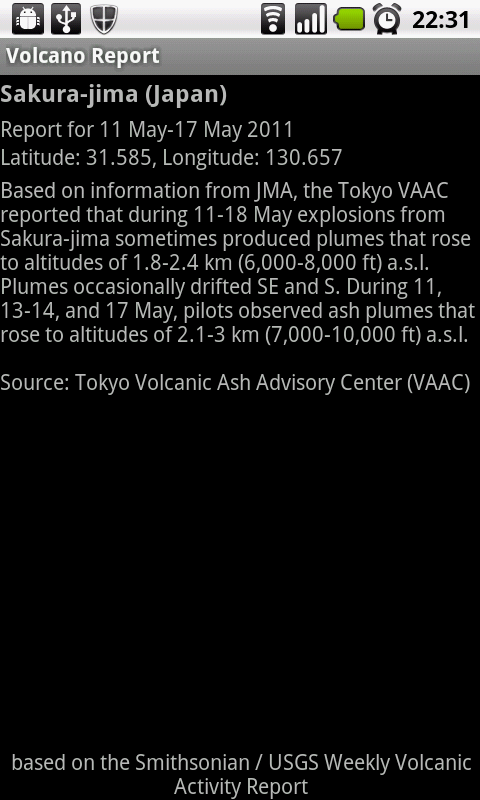 22:31
Volcano Report
Sakura-jima (Japan)
Report for 11 May-17 May 2011
Latitude: 31.585, Longitude: 130.657
Based on information from JMA, the Tokyo VAAC
reported that during 11-18 May explosions from
Sakura-jima sometimes produced plumes that rose
to altitudes of 1.8-2.4 km (6,000-8,000 ft) a.s.l.
Plumes occasionally drifted SE and S. During 11,
13-14, and 17 May, pilots observed ash plumes that
rose to altitudes of 2.1-3 km (7,000-10,000 ft) a.s.l.
Source: Tokyo Volcanic Ash Advisory Center (VAAC)
based on the Smithsonian / USGS Weekly Volcanic
Activity Report